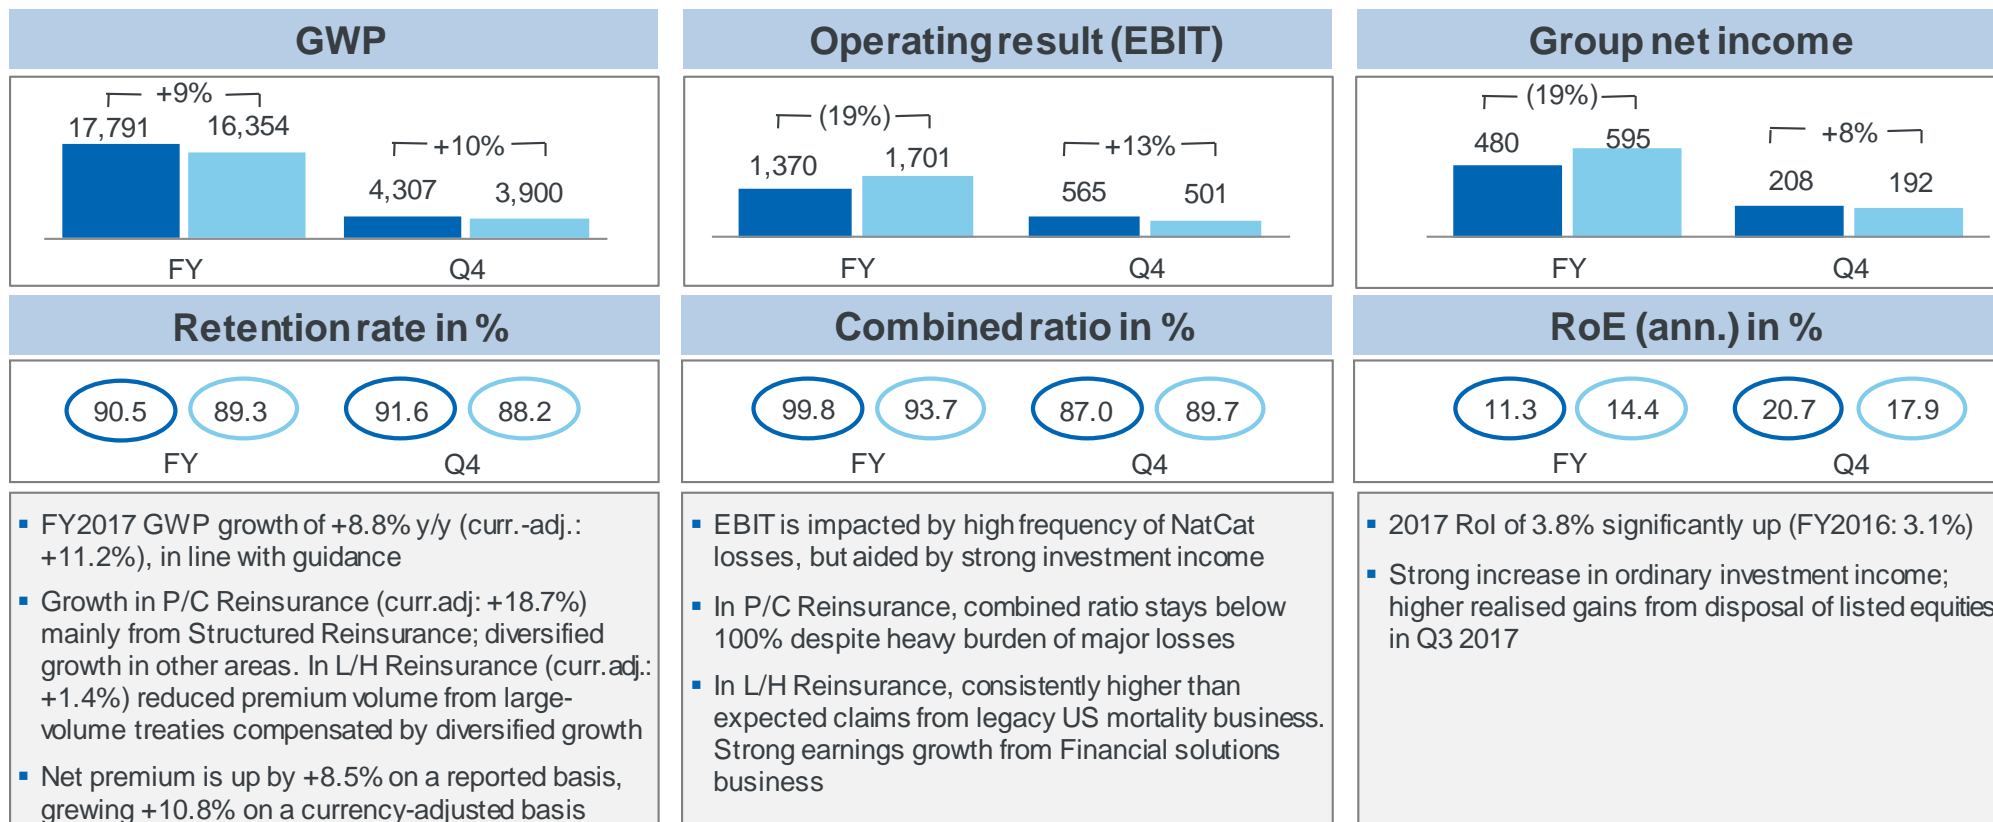 GWP
+9%
17,791
16,354
+10%
4,307
3,900
FY
Q4
Operating result (EBIT)
(19%)
1,370
1,701
+13%
565
501
FY
Q4
Group net income
(19%)
480
595
+8%
208
192
FY
Q4
Retention rate in %
90.5
89.3
91.6
88.2
FY
Q4
Combined ratio in %
99.8
93.7
87.0
89.7
FY
Q4
RoE (ann.) in %
11.3
14.4
20.7
17.9
FY
Q4
▪ FY2017 GWP growth of +8.8% y/y (curr.-adj.:
+11.2%), in line with guidance
▪ Growth in P/C Reinsurance (curr.adj: +18.7%)
mainly from Structured Reinsurance; diversified
growth in other areas. In L/H Reinsurance (curr.adj.:
+1.4%) reduced premium volume from large-
volume treaties compensated by diversified growth
▪ Net premium is up by +8.5% on a reported basis,
grewing +10.8% on a currency-adjusted basis
▪ EBIT is impacted by high frequency of NatCat
losses, but aided by strong investment income
▪ In P/C Reinsurance, combined ratio stays below
100% despite heavy burden of major losses
▪ In L/H Reinsurance, consistently higher than
expected claims from legacy US mortality business.
Strong earnings growth from Financial solutions
business
▪ 2017 RoI of 3.8% significantly up (FY2016: 3.1%)
▪ Strong increase in ordinary investment income;
higher realised gains from disposal of listed equities
in Q3 2017